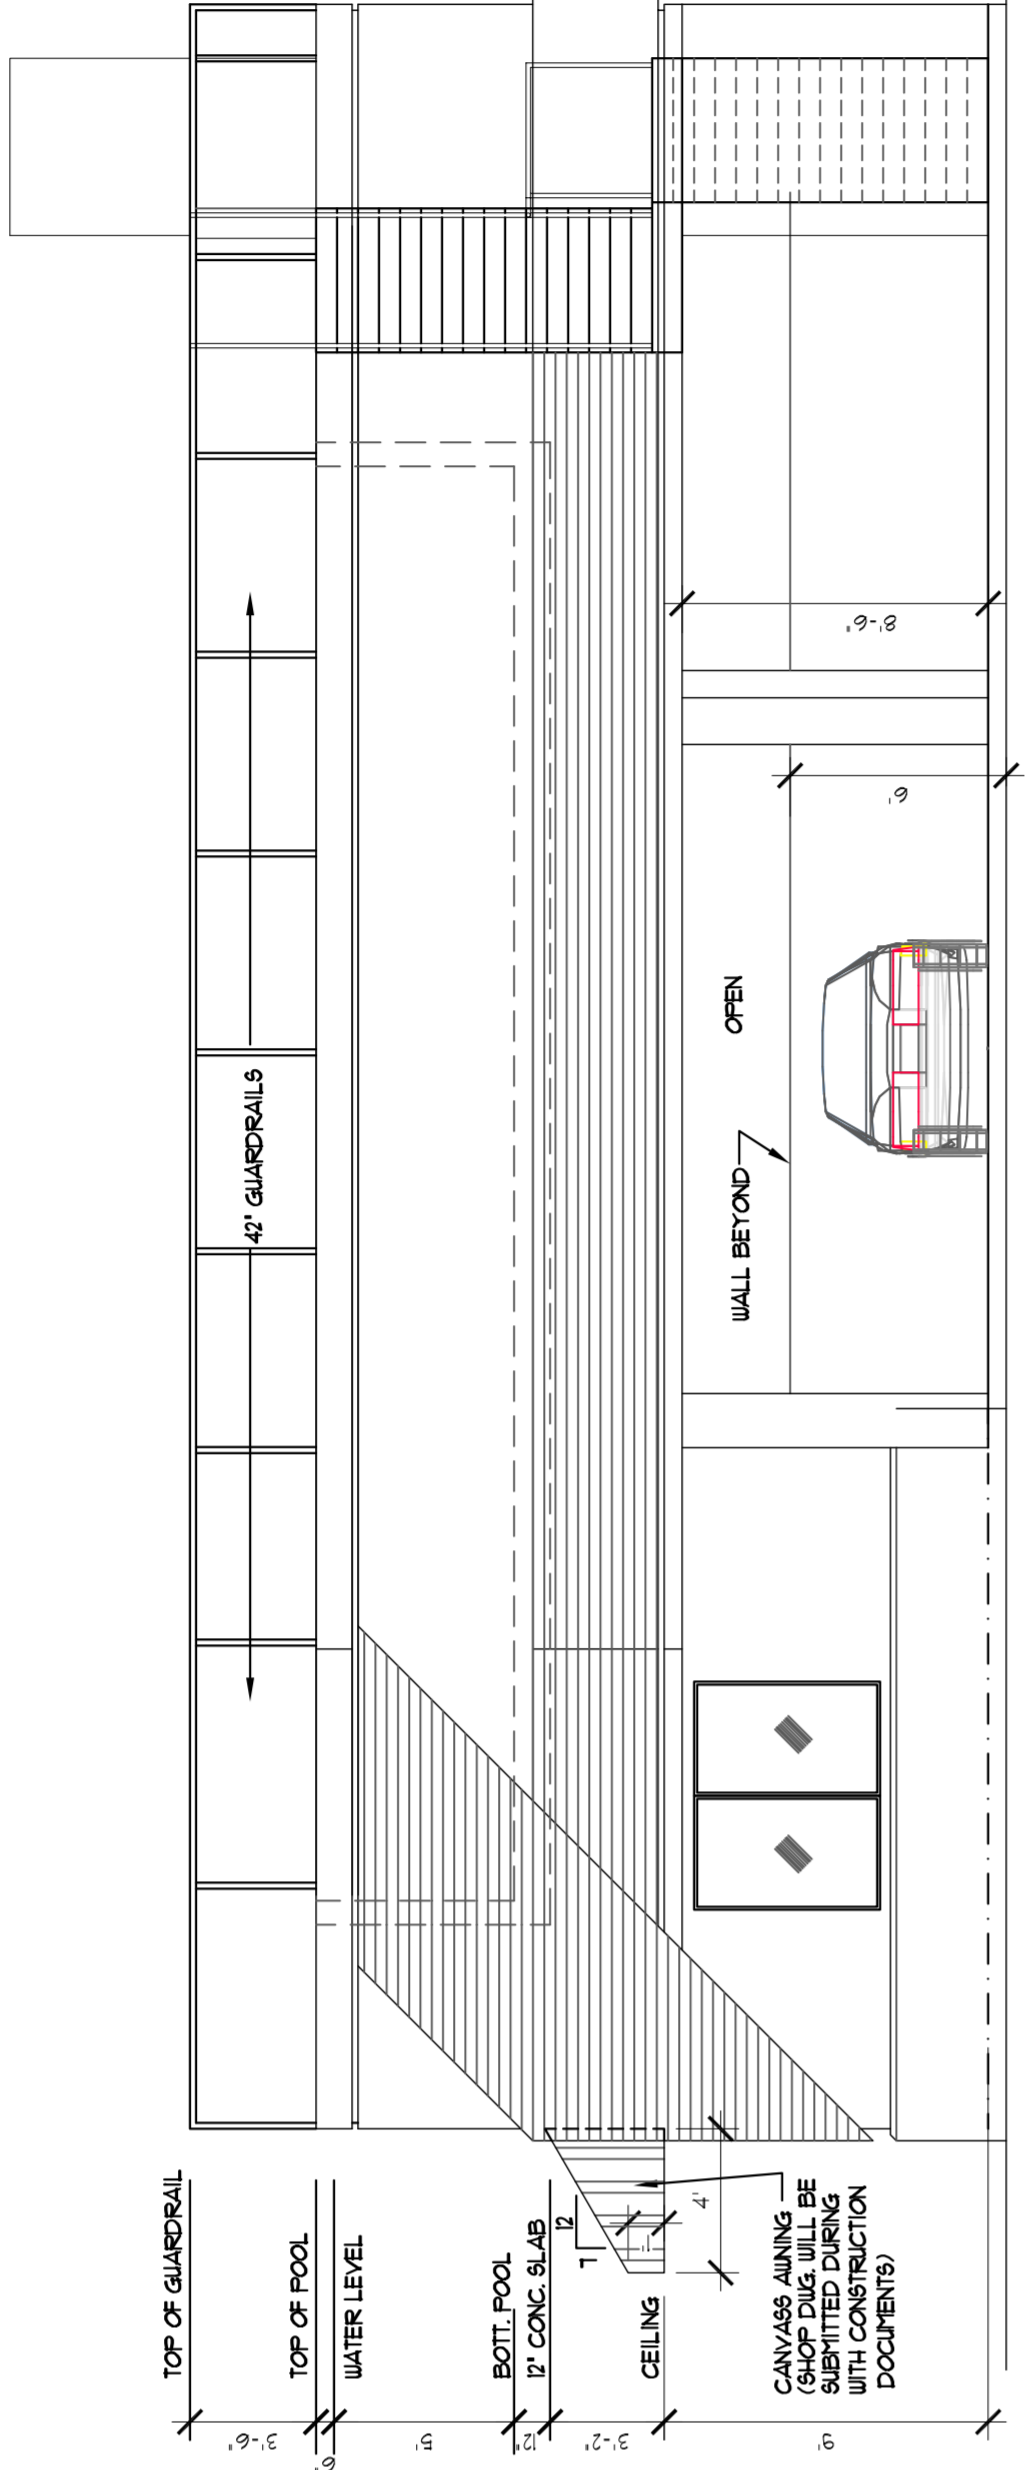 TOP OF GUARDRAIL
3'-6"
TOP OF POOL
6"
WATER LEVEL
5'
BOTT. POOL
12"
12" CONC. SLAB
3'-2"
CEILING
9'
42" GUARDRAILS
12
7
1'
4'
CANVASS AWNING
(SHOP DWG. WILL BE
SUBMITTED DURING
WITH CONSTRUCTION
DOCUMENTS)
WALL BEYOND
OPEN
6'
8'-6"